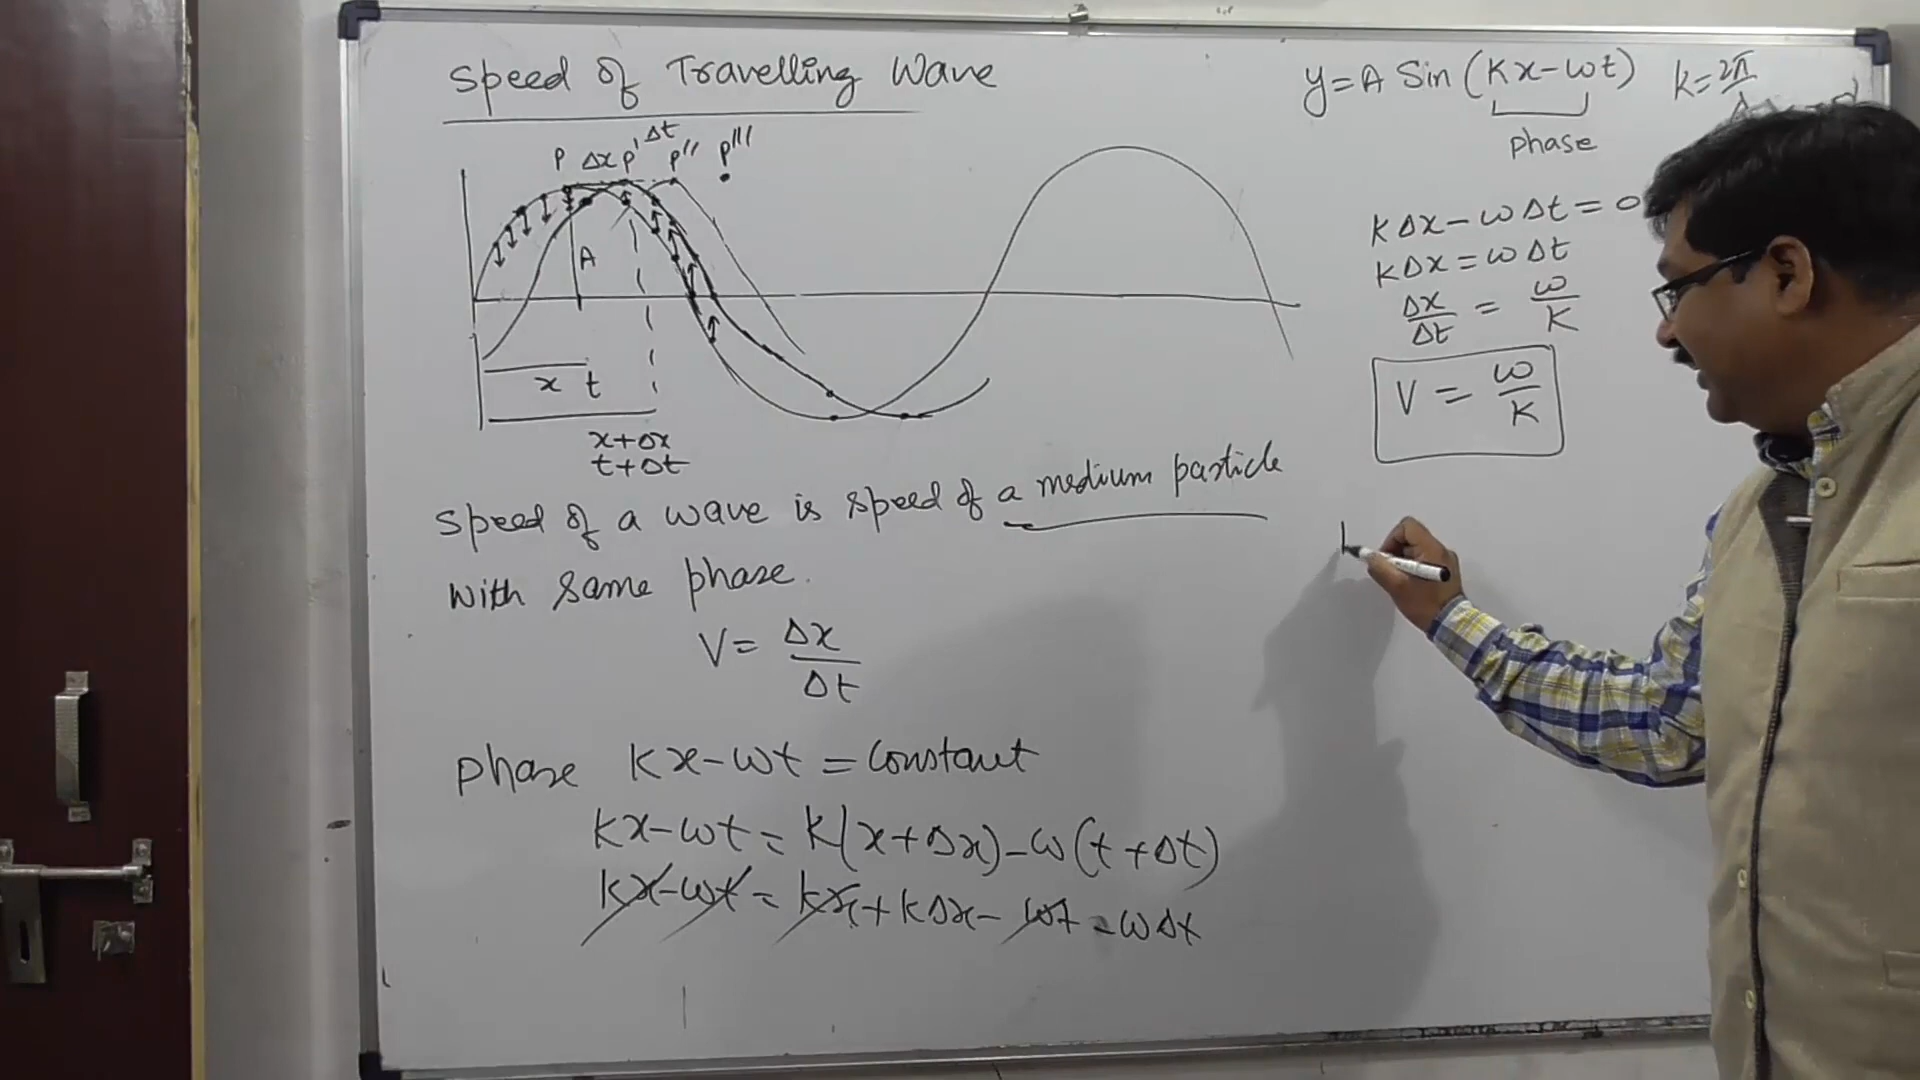 Speed of Travelling Wave
y=A Sin (Kx-ωt)
phase
k=2π
P Δx P' Δt P'' P'''
A
x t
x+Δx
t+Δt
KΔx-ωΔt=0
KΔx=ωΔt
Δx/Δt = ω/K
V = ω/K
Speed of a wave is speed of a medium particle
with same phase.
V= Δx/Δt
phase Kx-ωt=constant
Kx-ωt=K(x+Δx)-ω(t+Δt)
Kx-ωt=Kx+KΔx-ωt-ωΔt